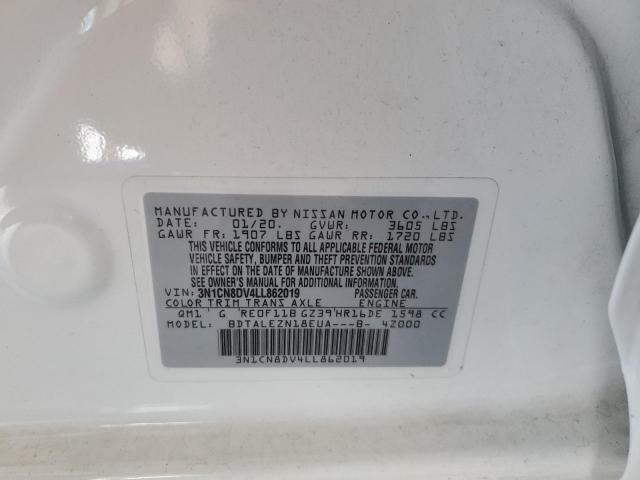 MANUFACTURED BY NISSAN MOTOR CO.,LTD.
DATE: 01/20. GVWR: 3605 LBS
GAWR FR: 1907 LBS GAWR RR: 1720 LBS
THIS VEHICLE CONFORMS TO ALL APPLICABLE FEDERAL MOTOR
VEHICLE SAFETY, BUMPER, AND THEFT PREVENTION STANDARDS
IN EFFECT ON THE DATE OF MANUFACTURE SHOWN ABOVE.
SEE OWNER'S MANUAL FOR ADDITIONAL INFORMATION.
VIN: 3N1CN8DV4LL862019 PASSENGER CAR.
COLOR TRIM TRANS AXLE ENGINE
QM1 G RE0F11B GZ39 HR16DE 1598 CC
MODEL: BDTALEZN18EUA---B- 4Z000
3N1CN8DV4LL862019